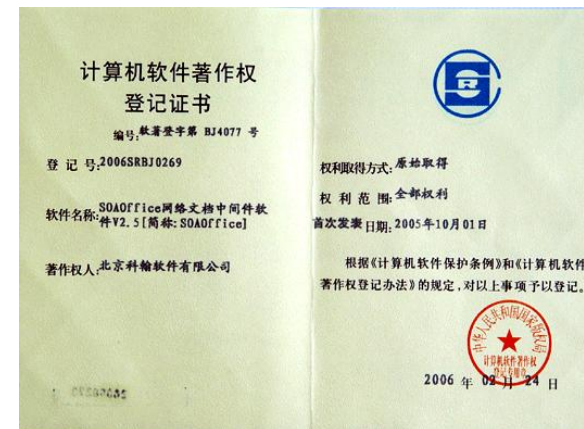 计算机软件著作权
登记证书
编号:软著登字第 BJ4077 号
登 记 号:2006SRBJ0269
软件名称:SOAOffice网络文档中间件软
件V2.5[简称:SOAOffice]
著作权人:北京科翰软件有限公司
权利取得方式:原始取得
权 利 范 围:全部权利
首次发表日期:2005年10月01日
根据《计算机软件保护条例》和《计算机软件
著作权登记办法》的规定,对以上事项予以登记。
中华人民共和国国家版权局
计算机软件著作权
登记专用章
2006 年 02 月 24 日